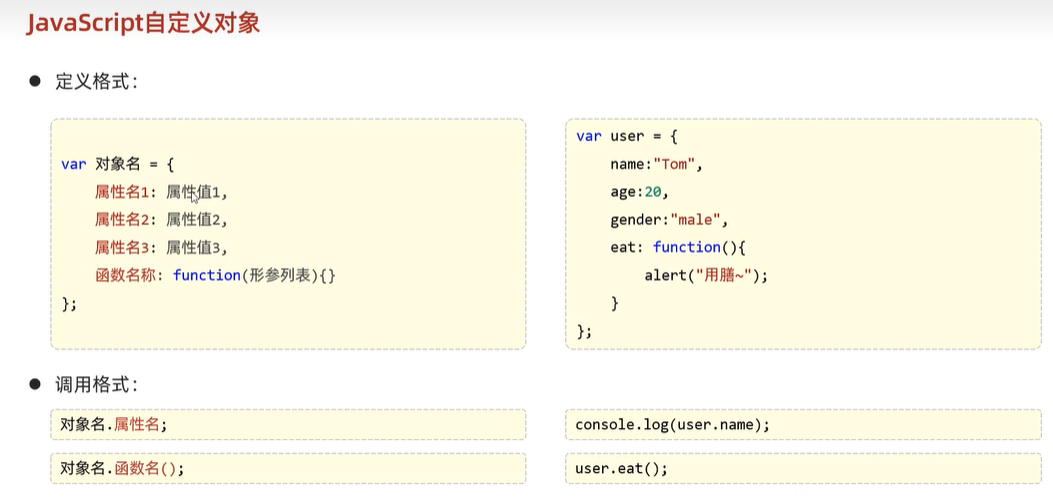 JavaScript自定义对象
● 定义格式：
var 对象名 = {
    属性名1: 属性值1,
    属性名2: 属性值2,
    属性名3: 属性值3,
    函数名称: function(形参列表){}
};
var user = {
    name:"Tom",
    age:20,
    gender:"male",
    eat: function(){
        alert("用膳~");
    }
};
● 调用格式：
对象名.属性名;
console.log(user.name);
对象名.函数名();
user.eat();